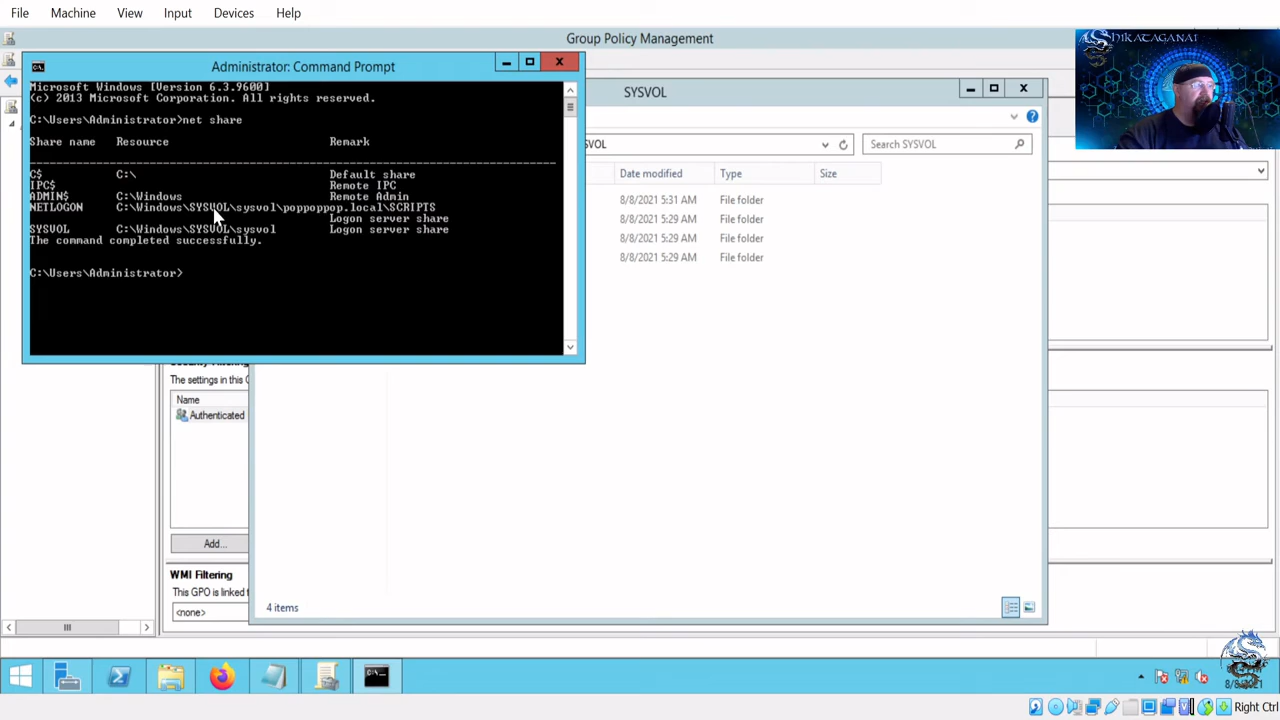 File Machine View Input Devices Help
Group Policy Management
SHIKATAGANAI
Administrator: Command Prompt
SYSVOL
Microsoft Windows [Version 6.3.9600]
(c) 2013 Microsoft Corporation. All rights reserved.
C:\Users\Administrator>net share
VOL
Search SYSVOL
Share name Resource Remark
Date modified Type Size
-------------------------------------------------------------------------------
C$ C:\ Default share
IPC$ Remote IPC
ADMIN$ C:\Windows Remote Admin
NETLOGON C:\Windows\SYSVOL\sysvol\poppoppop.local\SCRIPTS
Logon server share
SYSVOL C:\Windows\SYSVOL\sysvol Logon server share
The command completed successfully.
C:\Users\Administrator>
8/8/2021 5:31 AM File folder
8/8/2021 5:29 AM File folder
8/8/2021 5:29 AM File folder
8/8/2021 5:29 AM File folder
The settings in this G
Name
Authenticated
Add...
WMI Filtering
This GPO is linked t
<none>
4 items
8/8/2021
Right Ctrl